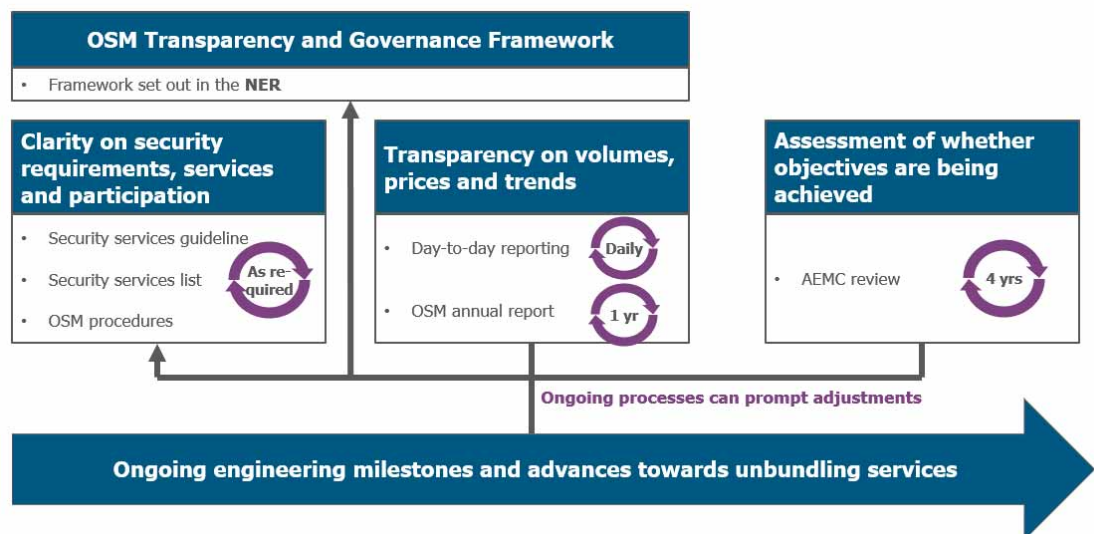 OSM Transparency and Governance Framework
• Framework set out in the NER
Clarity on security
requirements, services
and participation
• Security services guideline
• Security services list
• OSM procedures
As re-
quired
Transparency on volumes,
prices and trends
• Day-to-day reporting
Daily
• OSM annual report
1 yr
Assessment of whether
objectives are being
achieved
• AEMC review
4 yrs
Ongoing processes can prompt adjustments
Ongoing engineering milestones and advances towards unbundling services